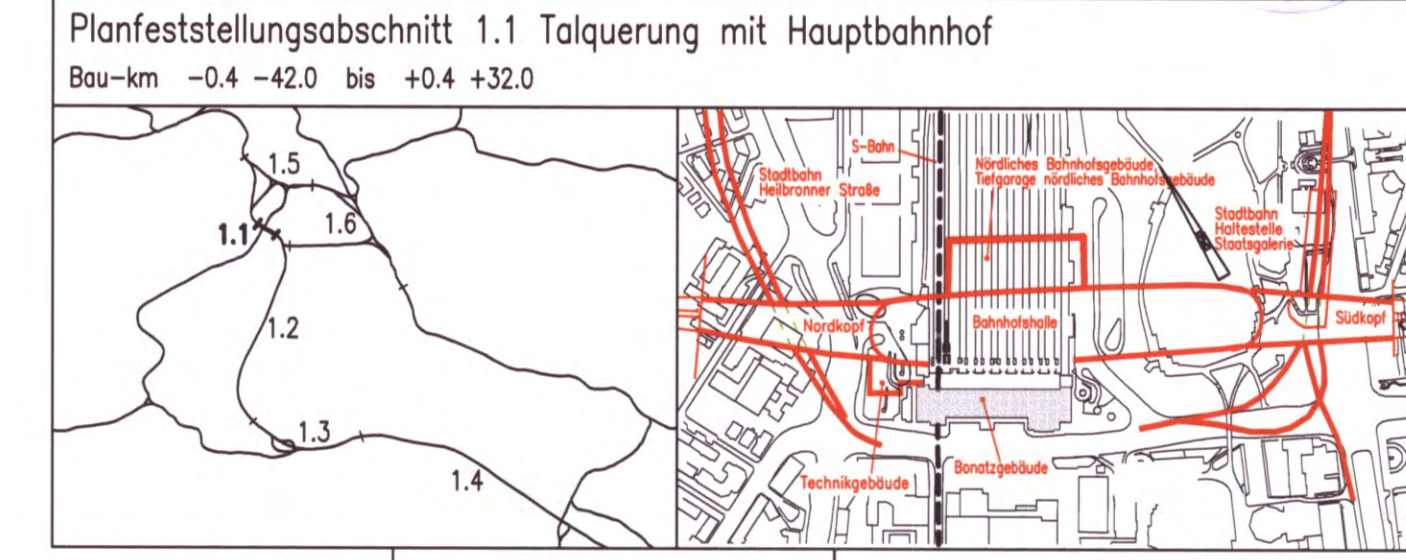 Planfeststellungsabschnitt 1.1 Talquerung mit Hauptbahnhof
Bau-km -0.4 -42.0 bis +0.4 +32.0
1.5
1.6
1.1
1.2
1.3
1.4
S-Bahn
Stadtbahn
Heilbronner Straße
Nördliches Bahnhofsgebäude,
Tiefgarage nördliches Bahnhofsgebäude
Stadtbahn
Haltestelle
Staatsgalerie
Nordkopf
Bahnhofshalle
Südkopf
Technikgebäude
Bonatzgebäude